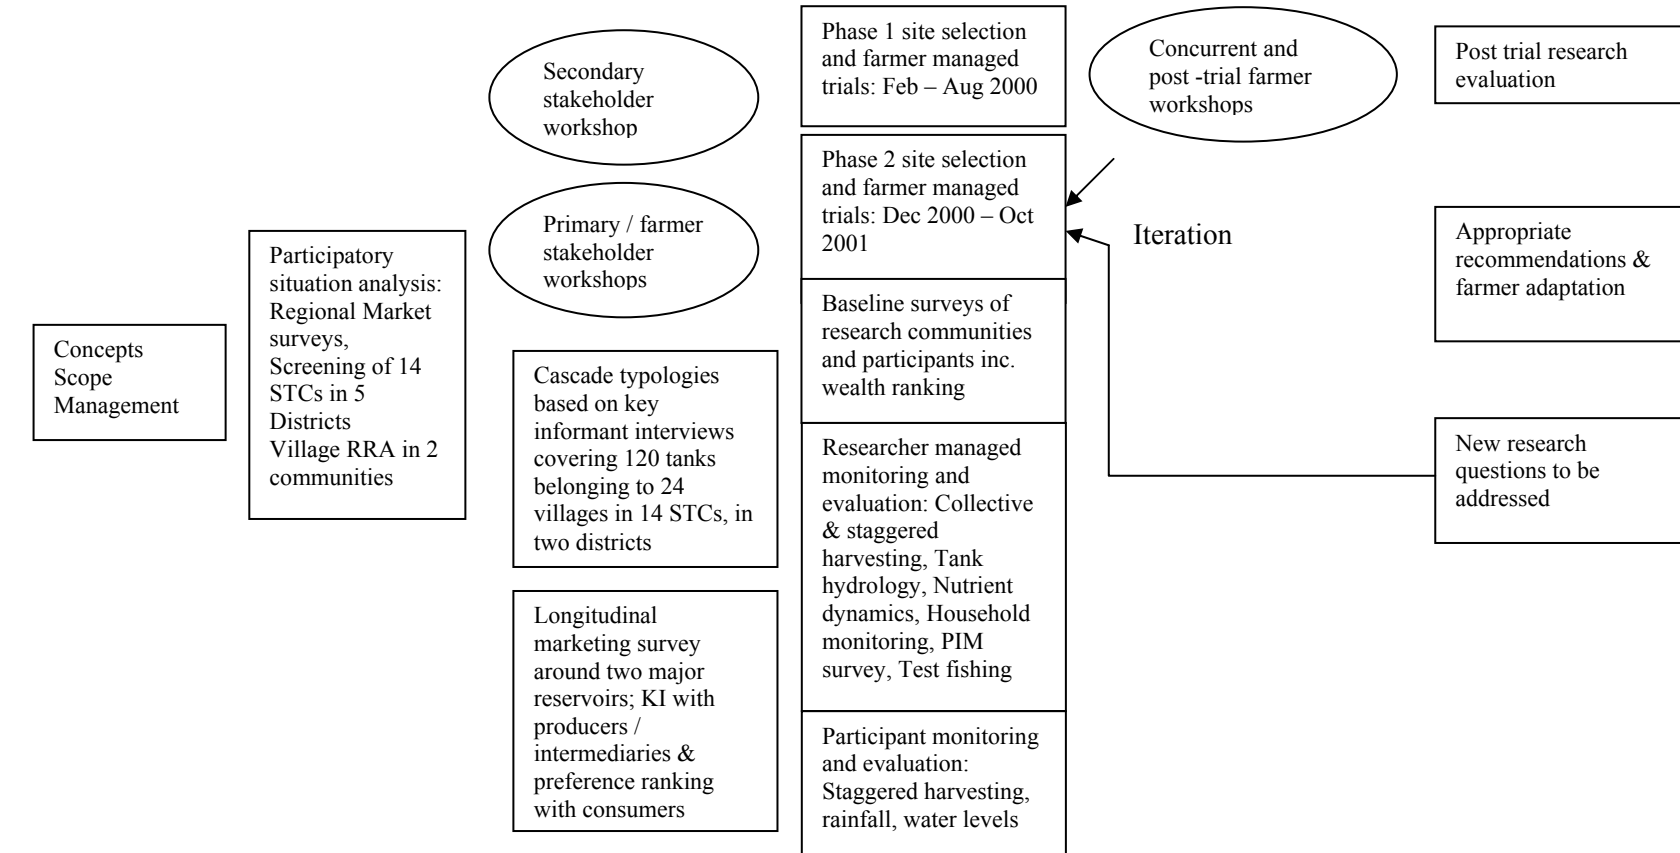 Concepts
Scope
Management
Participatory
situation analysis:
Regional Market
surveys,
Screening of 14
STCs in 5
Districts
Village RRA in 2
communities
Secondary
stakeholder
workshop
Primary / farmer
stakeholder
workshops
Cascade typologies
based on key
informant interviews
covering 120 tanks
belonging to 24
villages in 14 STCs, in
two districts
Longitudinal
marketing survey
around two major
reservoirs; KI with
producers /
intermediaries &
preference ranking
with consumers
Phase 1 site selection
and farmer managed
trials: Feb – Aug 2000
Phase 2 site selection
and farmer managed
trials: Dec 2000 – Oct
2001
Baseline surveys of
research communities
and participants inc.
wealth ranking
Researcher managed
monitoring and
evaluation: Collective
& staggered
harvesting, Tank
hydrology, Nutrient
dynamics, Household
monitoring, PIM
survey, Test fishing
Participant monitoring
and evaluation:
Staggered harvesting,
rainfall, water levels
Concurrent and
post -trial farmer
workshops
Iteration
Post trial research
evaluation
Appropriate
recommendations &
farmer adaptation
New research
questions to be
addressed